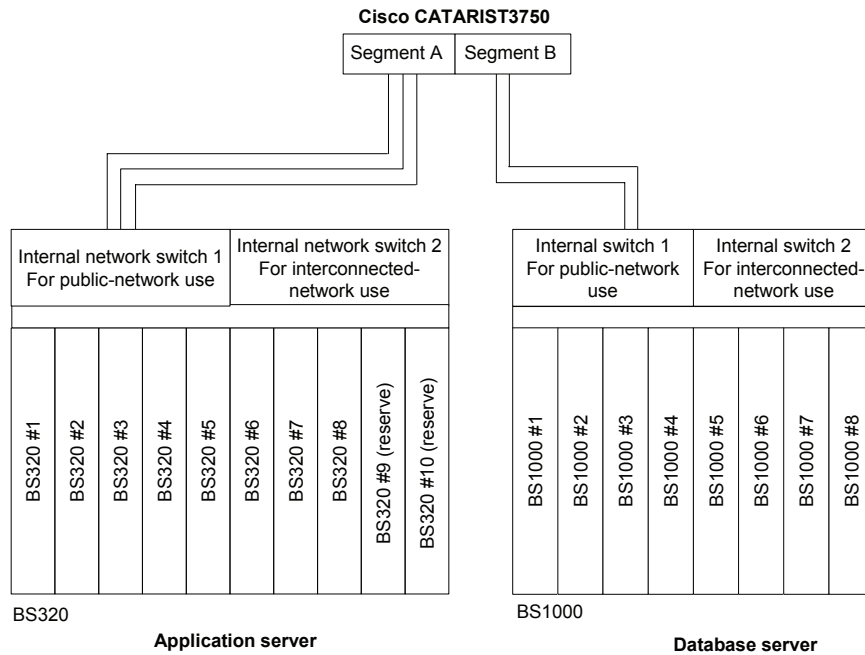 Cisco CATARIST3750
Segment A
Segment B
Internal network switch 1
For public-network use
Internal network switch 2
For interconnected-
network use
Internal switch 1
For public-network
use
Internal switch 2
For interconnected-
network use
BS320 #1
BS320 #2
BS320 #3
BS320 #4
BS320 #5
BS320 #6
BS320 #7
BS320 #8
BS320 #9 (reserve)
BS320 #10 (reserve)
BS1000 #1
BS1000 #2
BS1000 #3
BS1000 #4
BS1000 #5
BS1000 #6
BS1000 #7
BS1000 #8
BS320
BS1000
Application server
Database server